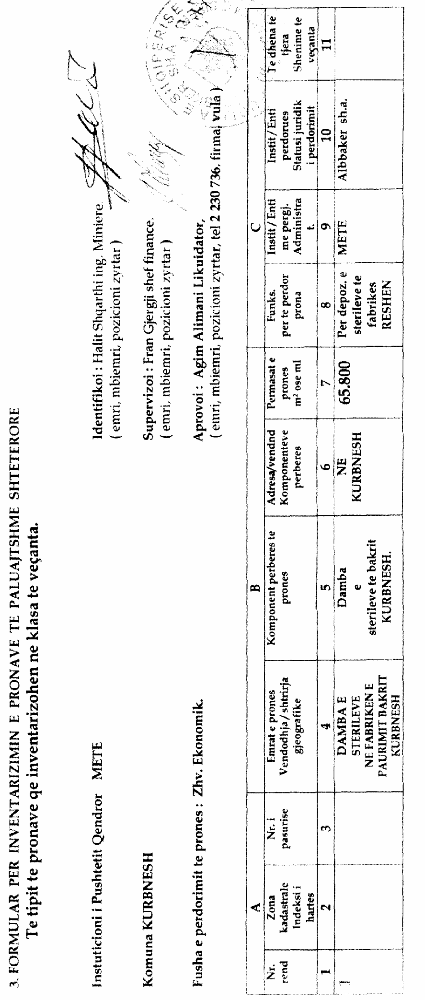 3. FORMULAR PER INVENTARIZIMIN E PRONAVE TE PALUAJTSHME SHTETERORE
Te tipit te pronave qe inventarizohen ne klasa te veçanta.
Instuticioni i Pushtetit Qendror METE
Identifikoi : Halit Shqarthi ing. Miniere
( emri, mbiemri, pozicioni zyrtar )
Komuna KURBNESH
Supervizoi : Fran Gjergji shef finance.
( emri, mbiemri, pozicioni zyrtar )
Fusha e perdorimit te prones : Zhv. Ekonomik.
Aprovoi : Agim Alimani Likuidator,
( emri, mbiemri, pozicioni zyrtar, tel 2 230 736, firma, vula )
SHQIPERISE
SHA
A
B
C
Nr.
rend
Zona
kadastrale
Indeksi i
hartes
Nr. i
pasurise
Emrat e prones
Vendodhja / shtrirja
gjeografike
Komponent perberes te
prones
Adresa/vendnd
Komponenteve
perberes
Permasat e
prones
m² ose ml
Funks.
per te perdor
prona
Instit / Enti
me pergj.
Administra
t.
Instit / Enti
perdorues
Statusi juridik
i perdorimit
Te dhena te
tjera
Shenime te
veçanta
1 2 3 4 5 6 7 8 9 10 11
1
DAMBA E
STERILEVE
NE FABRIKEN E
PAURIMIT BAKRIT
KURBNESH
Damba
e
sterileve te bakrit
KURBNESH.
NE
KURBNESH
65.800
Per depoz. e
sterileve te
fabrikes
RESHEN
METE
Albbaker sh.a.